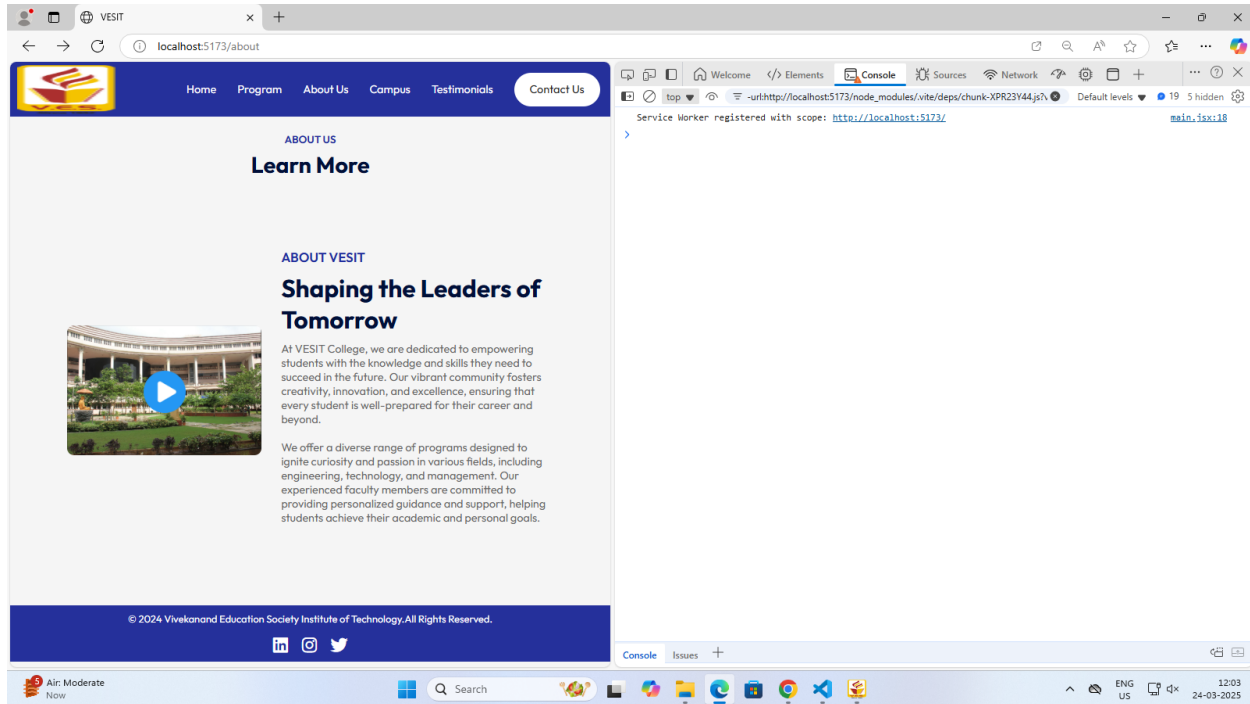 VESIT
localhost:5173/about
V.E.S.
Home Program About Us Campus Testimonials Contact Us
ABOUT US
Learn More
ABOUT VESIT
Shaping the Leaders of
Tomorrow
At VESIT College, we are dedicated to empowering
students with the knowledge and skills they need to
succeed in the future. Our vibrant community fosters
creativity, innovation, and excellence, ensuring that
every student is well-prepared for their career and
beyond.
We offer a diverse range of programs designed to
ignite curiosity and passion in various fields, including
engineering, technology, and management. Our
experienced faculty members are committed to
providing personalized guidance and support, helping
students achieve their academic and personal goals.
© 2024 Vivekanand Education Society Institute of Technology.All Rights Reserved.
Welcome Elements Console Sources Network
top -url:http://localhost:5173/node_modules/.vite/deps/chunk-XPR23Y44.js?v Default levels 19 5 hidden
Service Worker registered with scope: http://localhost:5173/ main.jsx:18
Console Issues
5 Air: Moderate
Now
Search
ENG
US
12:03
24-03-2025